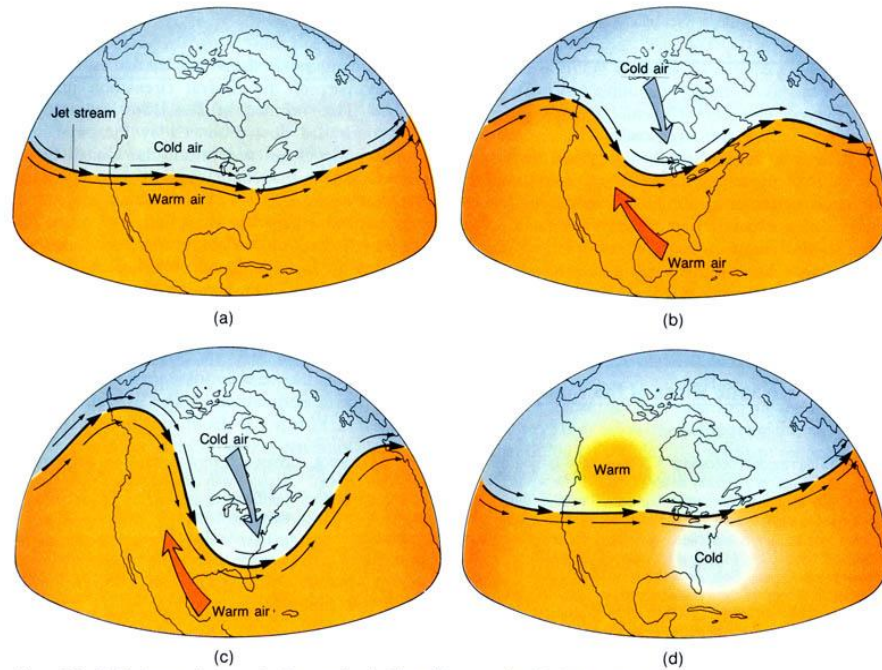 Jet stream
Cold air
Warm air
(a)
Cold air
Warm air
(b)
Cold air
Warm air
(c)
Warm
Cold
(d)